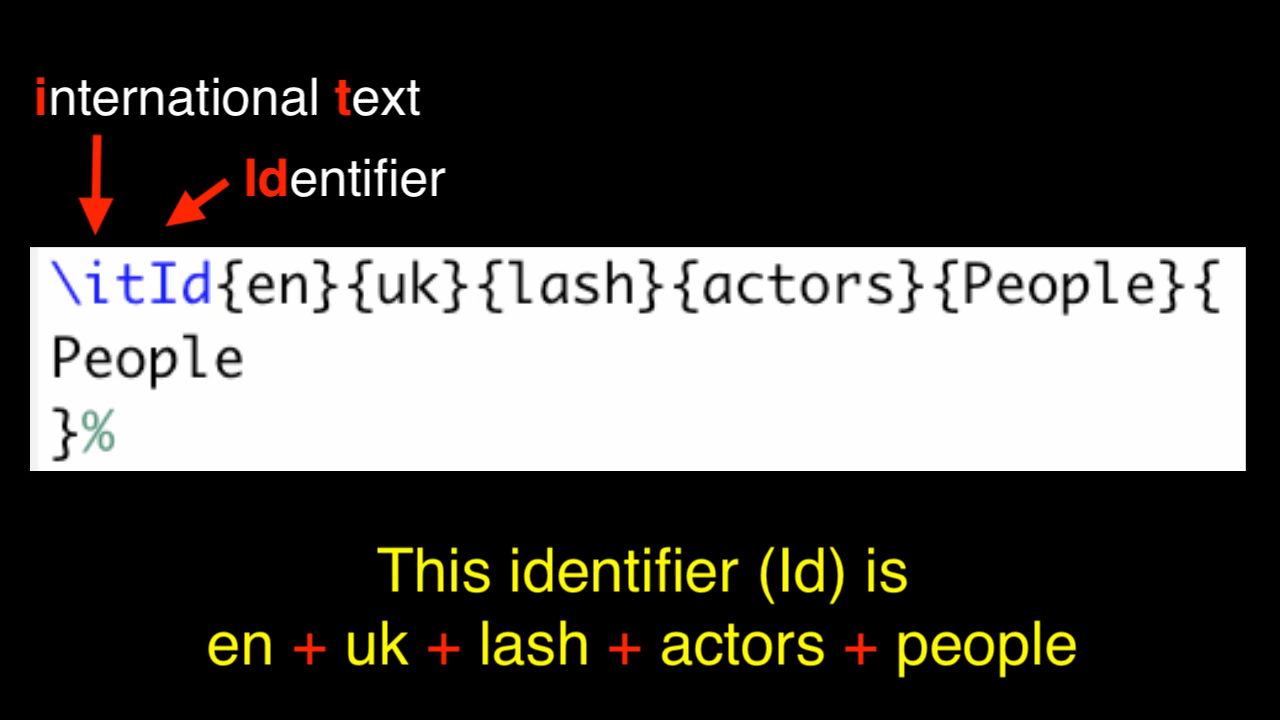 international text
Identifier
\itId{en}{uk}{lash}{actors}{People}{
People
}%
This identifier (Id) is
en + uk + lash + actors + people